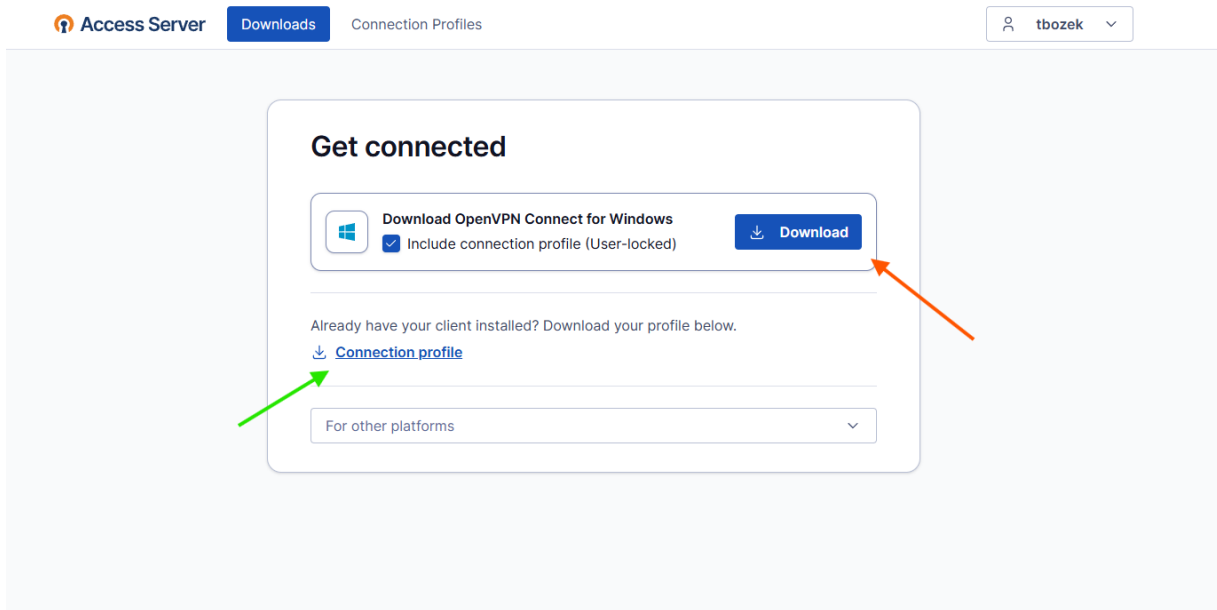 Access Server
Downloads
Connection Profiles
tbozek
Get connected
Download OpenVPN Connect for Windows
Include connection profile (User-locked)
Download
Already have your client installed? Download your profile below.
Connection profile
For other platforms